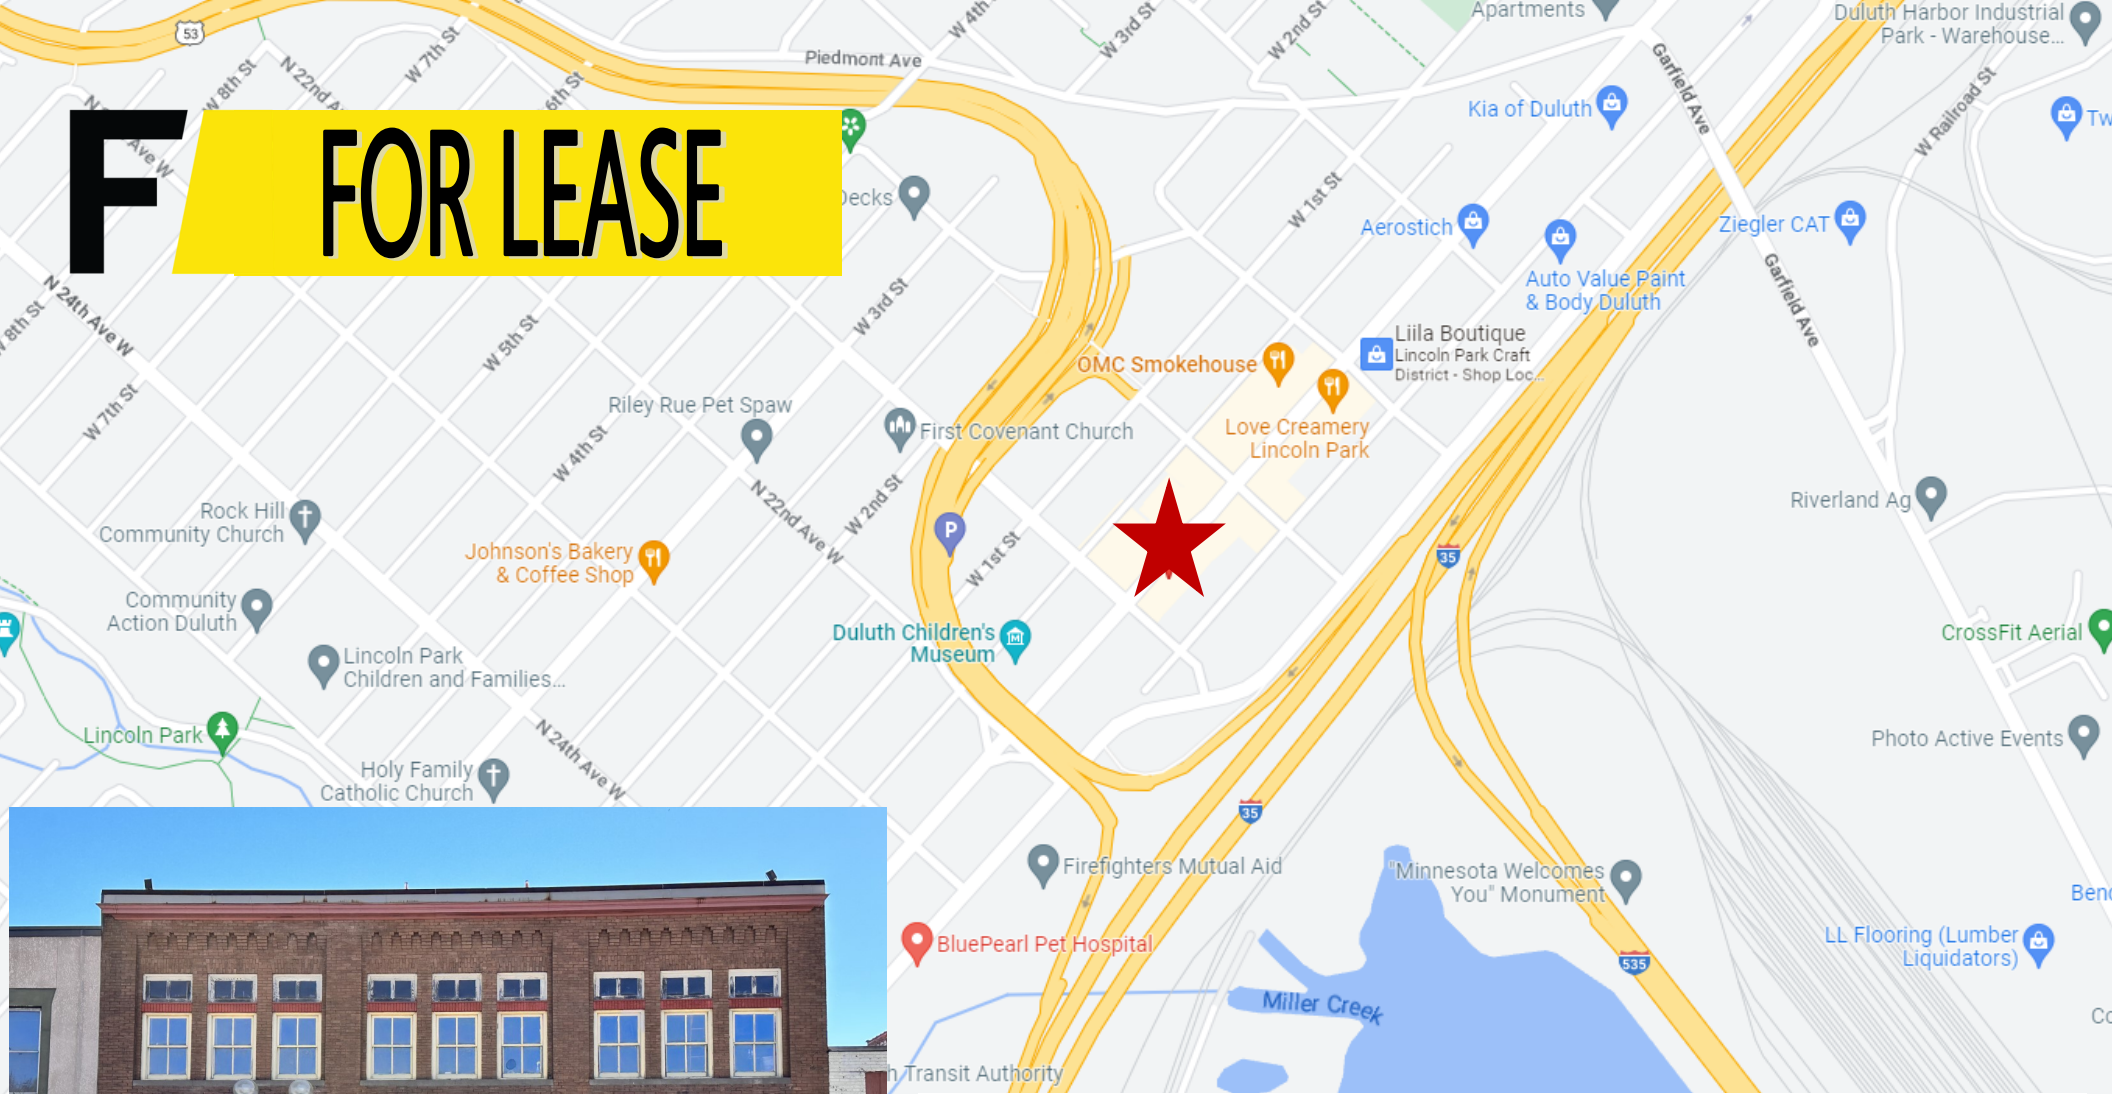 53
Piedmont Ave
W 4th
W 3rd St
W 2nd St
Apartments
Duluth Harbor Industrial
Park - Warehouse...
W 7th St
W 8th St
N 22nd A
6th St
Garfield Ave
W Railroad St
Kia of Duluth
Tw
F
FOR LEASE
N
Ave W
Decks
W 1st St
Aerostich
Ziegler CAT
Auto Value Paint
& Body Duluth
Garfield Ave
N 24th Ave W
W 8th St
W 3rd St
W 5th St
Liila Boutique
Lincoln Park Craft
District - Shop Loc...
OMC Smokehouse
W 7th St
Riley Rue Pet Spaw
First Covenant Church
Love Creamery
Lincoln Park
W 4th St
N 22nd Ave W
W 2nd St
Rock Hill
Community Church
Riverland Ag
P
W 1st St
Johnson's Bakery
& Coffee Shop
35
Community
Action Duluth
Duluth Children's
Museum
CrossFit Aerial
Lincoln Park
Children and Families...
Lincoln Park
N 24th Ave W
Photo Active Events
Holy Family
Catholic Church
35
Firefighters Mutual Aid
"Minnesota Welcomes
You" Monument
Bend
BluePearl Pet Hospital
LL Flooring (Lumber
Liquidators)
535
Miller Creek
Co
h Transit Authority